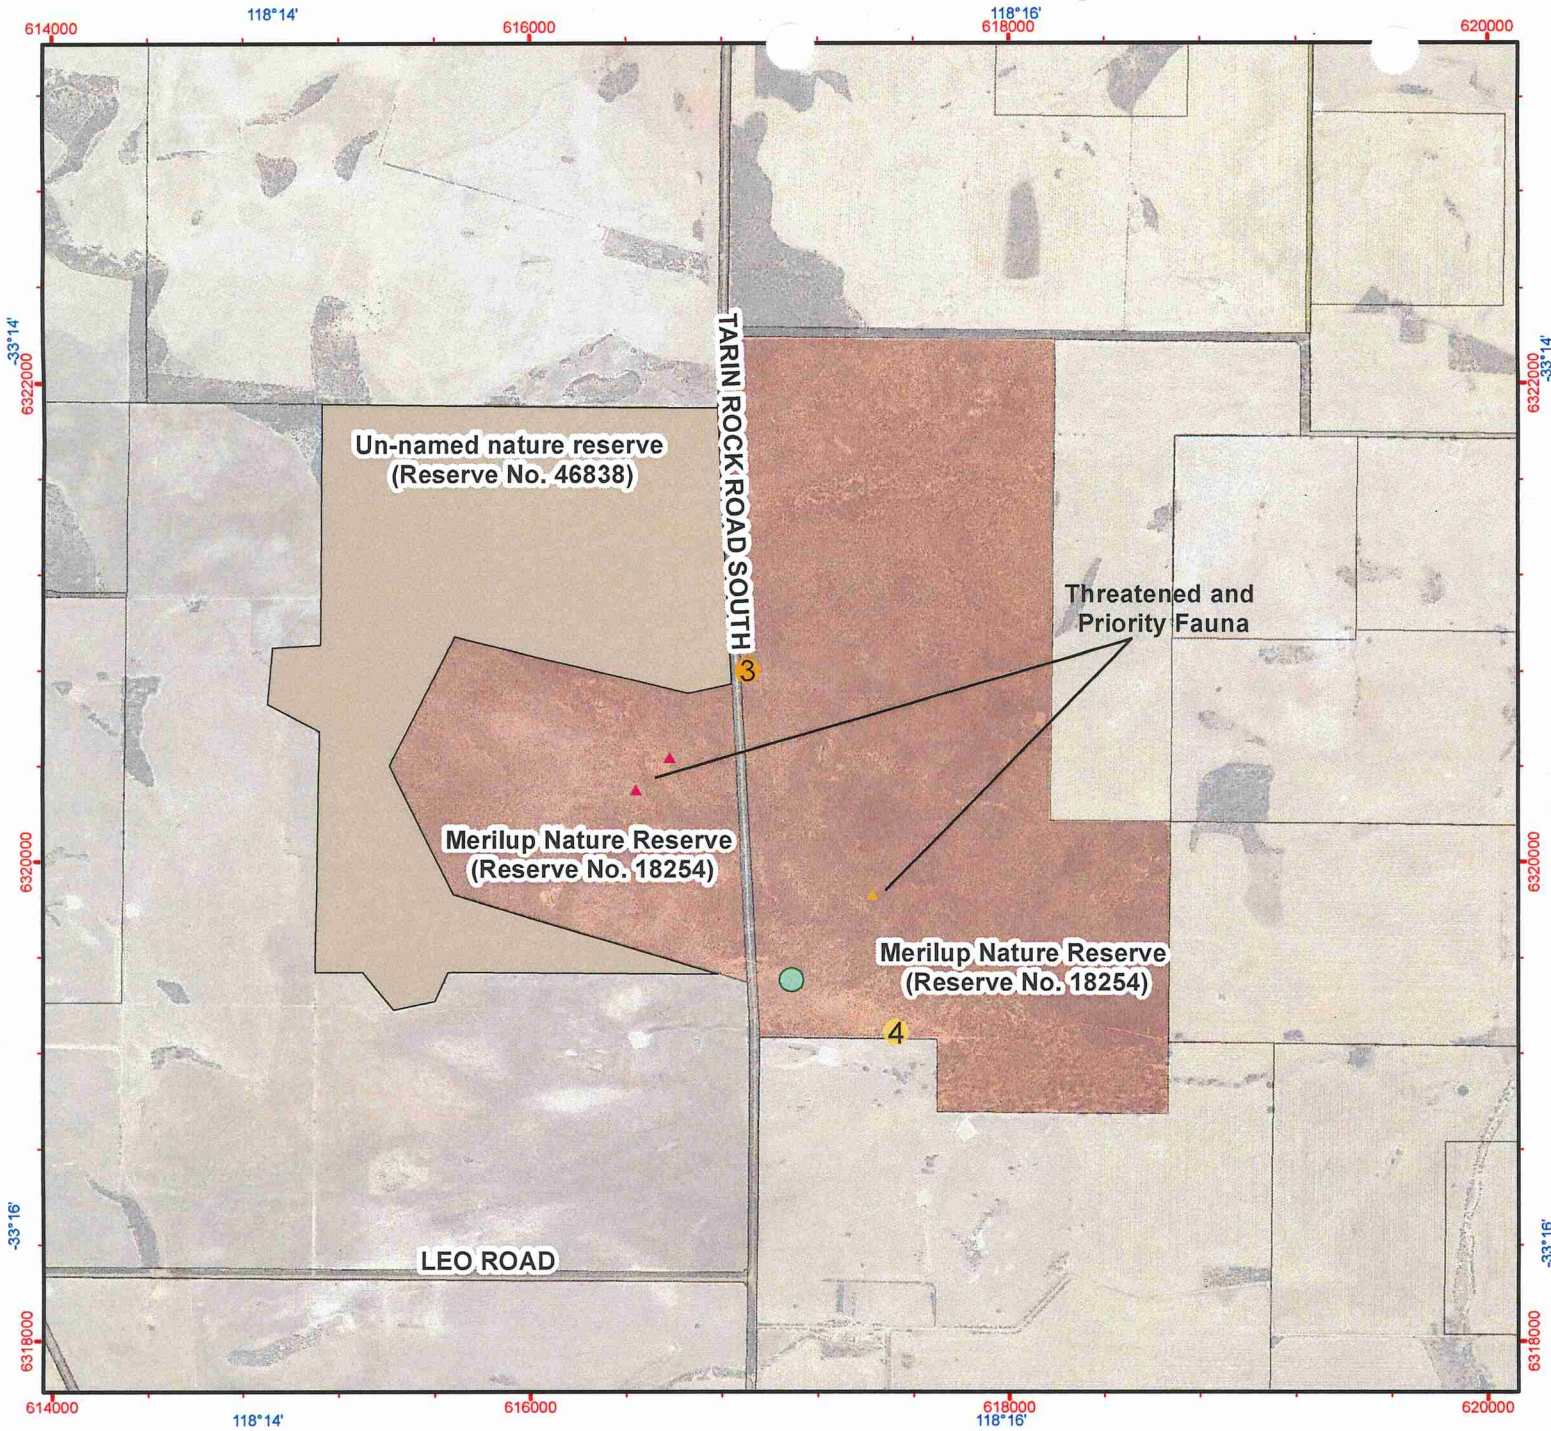 118°14'
118°16'
614000
616000
618000
620000
-33°14'
-33°14'
6322000
6322000
TARIN ROCK ROAD SOUTH
Un-named nature reserve
(Reserve No. 46838)
Threatened and
Priority Fauna
3
Merilup Nature Reserve
(Reserve No. 18254)
6320000
6320000
Merilup Nature Reserve
(Reserve No. 18254)
4
-33°16'
-33°16'
LEO ROAD
6318000
6318000
614000
616000
618000
620000
118°14'
118°16'